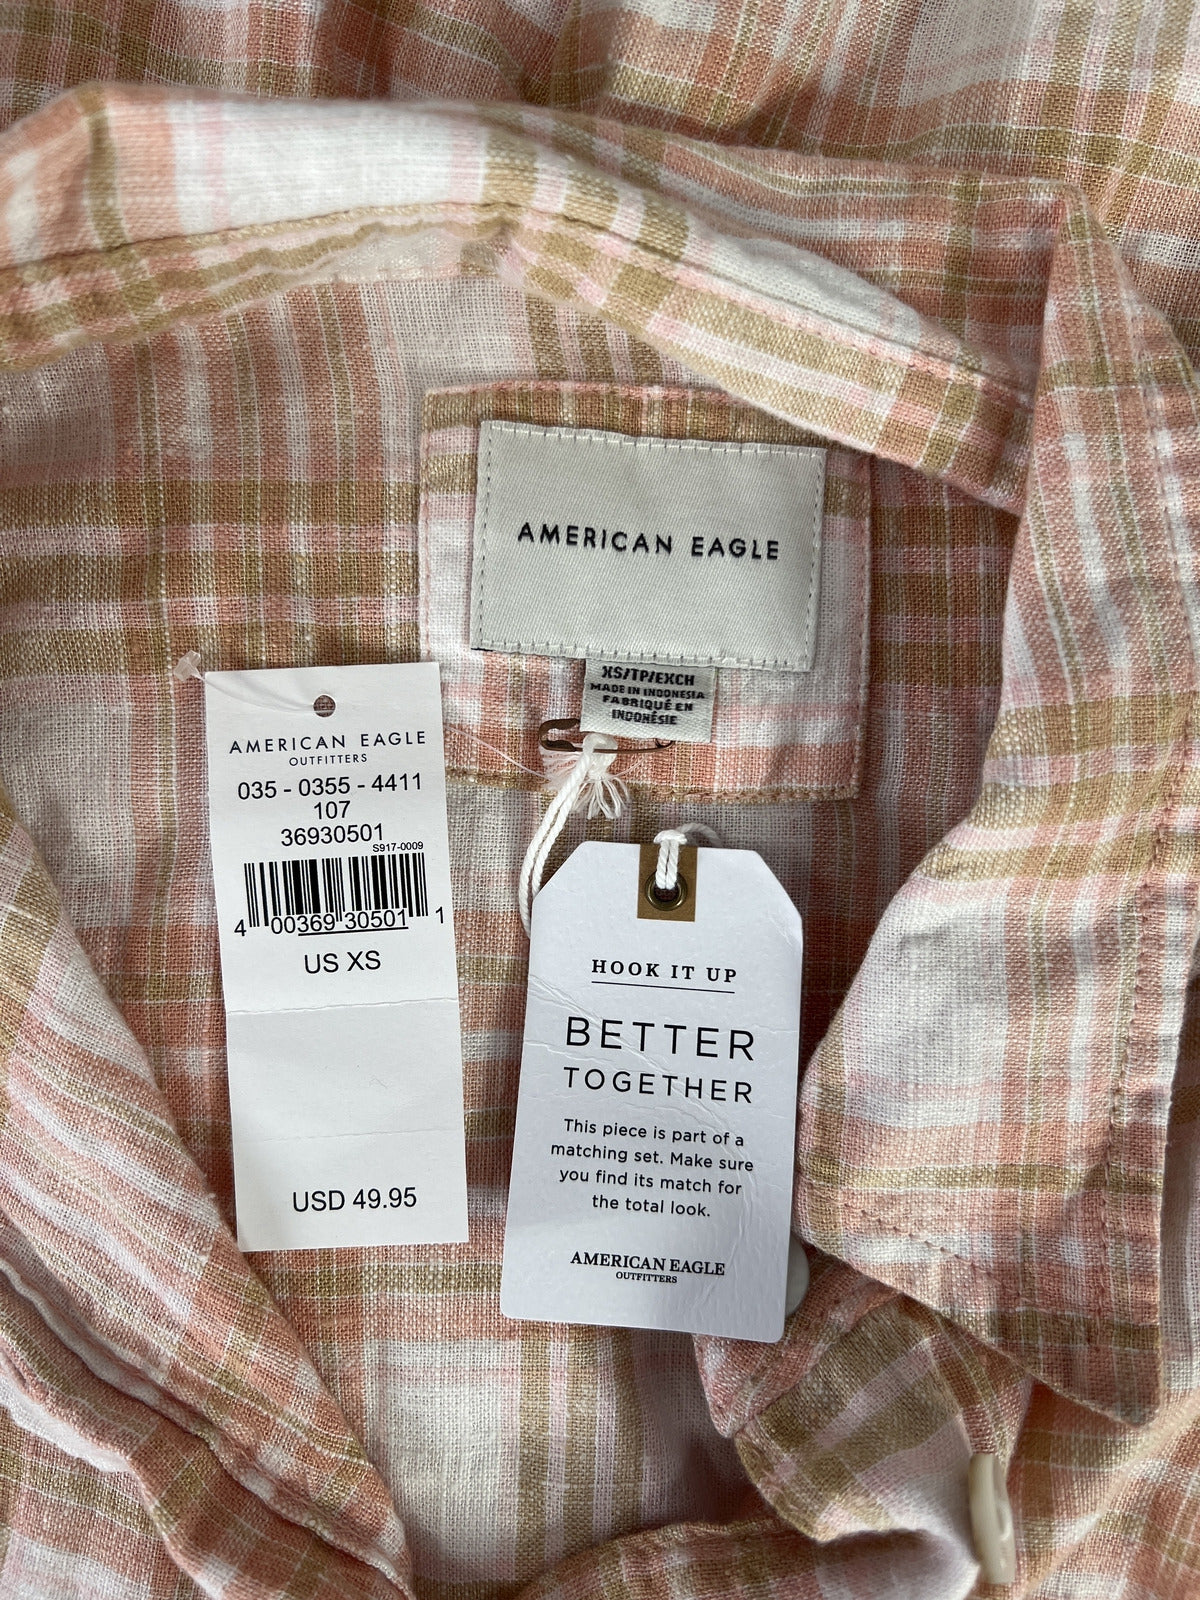 AMERICAN EAGLE
XS/TP/EXCH
MADE IN INDONESIA
FABRIQUÉ EN
INDONÉSIE
AMERICAN EAGLE
OUTFITTERS
035 - 0355 - 4411
107
36930501
S917-0009
4 00369 30501 1
US XS
USD 49.95
HOOK IT UP
BETTER
TOGETHER
This piece is part of a
matching set. Make sure
you find its match for
the total look.
AMERICAN EAGLE
OUTFITTERS